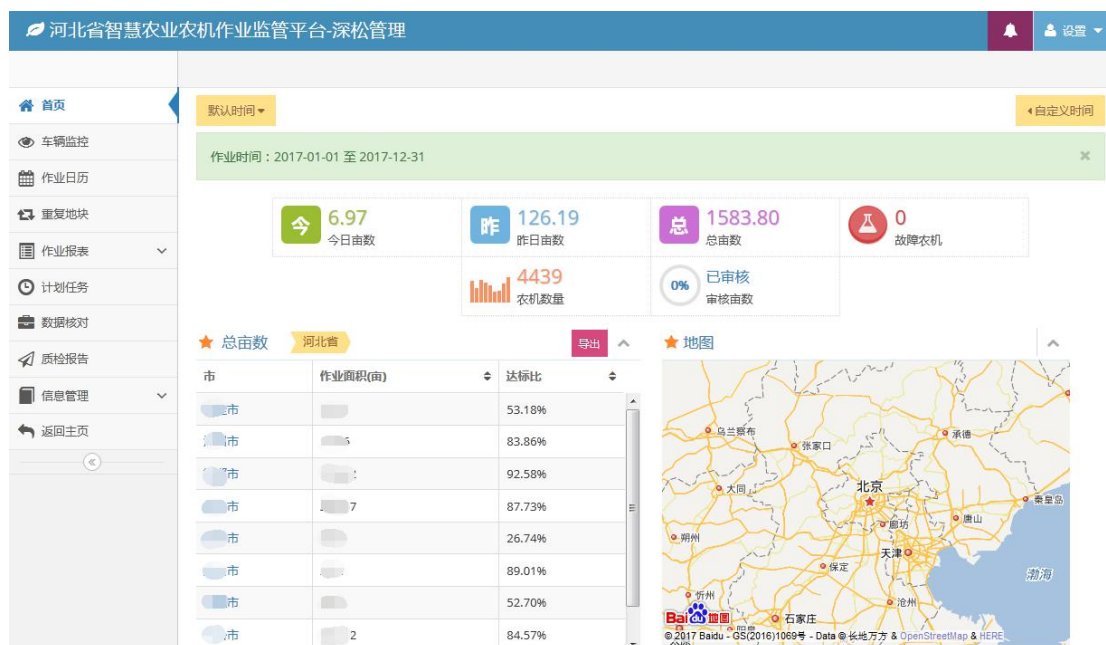 河北省智慧农业农机作业监管平台-深松管理
设置
首页
车辆监控
作业日历
重复地块
作业报表
计划任务
数据核对
质检报告
信息管理
返回主页
默认时间
自定义时间
作业时间：2017-01-01 至 2017-12-31
今 6.97
今日亩数
昨 126.19
昨日亩数
总 1583.80
总亩数
0
故障农机
4439
农机数量
0% 已审核
审核亩数
总亩数 河北省 导出
市 作业面积(亩) 达标比
市 53.18%
市 83.86%
市 92.58%
市 7 87.73%
市 26.74%
市 89.01%
市 52.70%
市 2 84.57%
地图
乌兰察布
张家口
承德
大同
北京
秦皇岛
廊坊
唐山
朔州
天津
保定
渤海
忻州
沧州
石家庄
Bai du 地图
© 2017 Baidu - GS(2016)1069号 - Data © 长地万方 & OpenStreetMap & HERE